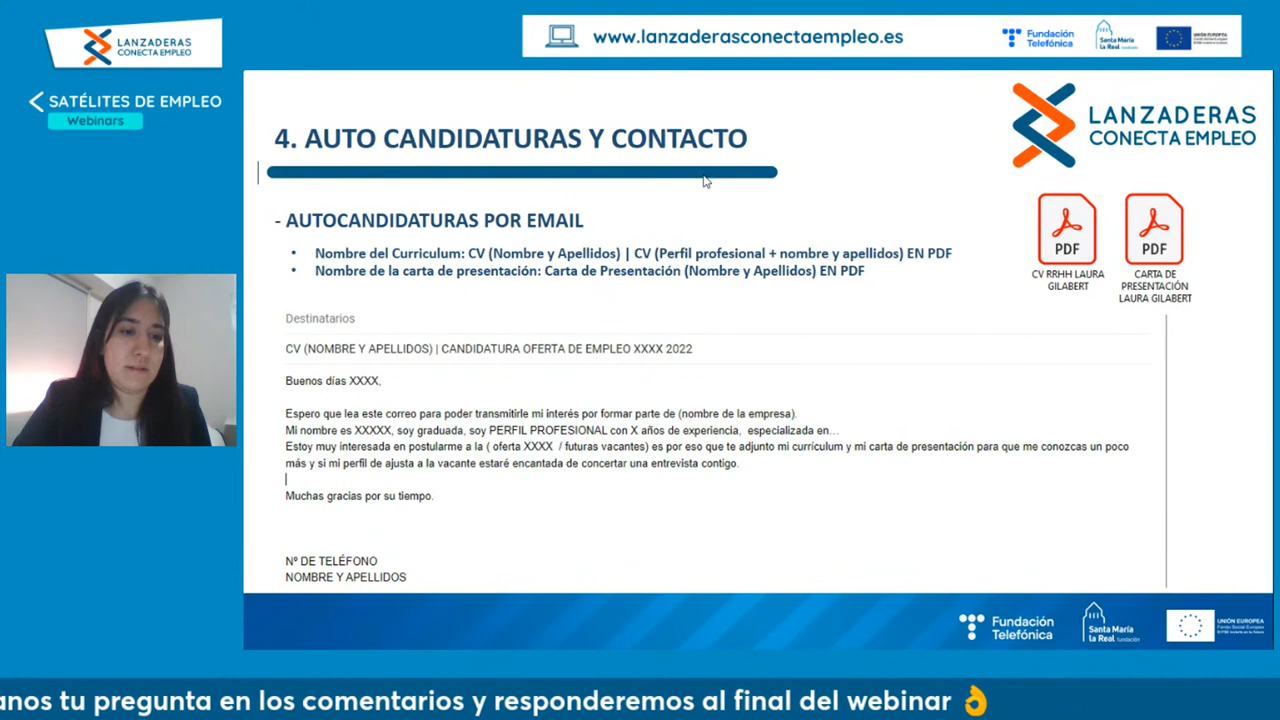 LANZADERAS
CONECTA EMPLEO
SATÉLITES DE EMPLEO
Webinars
www.lanzaderasconectaempleo.es
Fundación
Telefónica
Santa María
la Real
UNIÓN EUROPEA
4. AUTO CANDIDATURAS Y CONTACTO
LANZADERAS
CONECTA EMPLEO
- AUTOCANDIDATURAS POR EMAIL
• Nombre del Curriculum: CV (Nombre y Apellidos) | CV (Perfil profesional + nombre y apellidos) EN PDF
• Nombre de la carta de presentación: Carta de Presentación (Nombre y Apellidos) EN PDF
PDF
CV RRHH LAURA
GILABERT
PDF
CARTA DE
PRESENTACIÓN
LAURA GILABERT
Destinatarios
CV (NOMBRE Y APELLIDOS) | CANDIDATURA OFERTA DE EMPLEO XXXX 2022
Buenos días XXXX,
Espero que lea este correo para poder transmitirle mi interés por formar parte de (nombre de la empresa).
Mi nombre es XXXXX, soy graduada, soy PERFIL PROFESIONAL con X años de experiencia, especializada en...
Estoy muy interesada en postularme a la ( oferta XXXX / futuras vacantes) es por eso que te adjunto mi currículum y mi carta de presentación para que me conozcas un poco
más y si mi perfil de ajusta a la vacante estaré encantada de concertar una entrevista contigo.
Muchas gracias por su tiempo.
Nº DE TELÉFONO
NOMBRE Y APELLIDOS
Fundación
Telefónica
Santa María
la Real fundación
UNIÓN EUROPEA
Fondo Social Europeo
anos tu pregunta en los comentarios y responderemos al final del webinar 👌